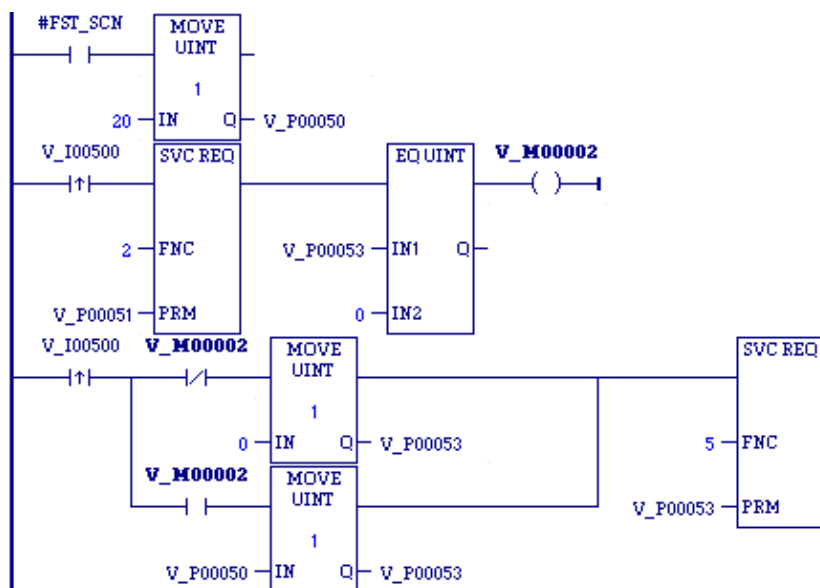 #FST_SCN
MOVE
UINT
1
20 IN Q V_P00050
V_I00500 SVC REQ EQ UINT V_M00002
2 FNC V_P00053 IN1 Q
V_P00051 PRM 0 IN2
V_I00500 V_M00002 MOVE
UINT
1 SVC REQ
0 IN Q V_P00053 5 FNC
V_M00002 MOVE
UINT
1 V_P00053 PRM
V_P00050 IN Q V_P00053